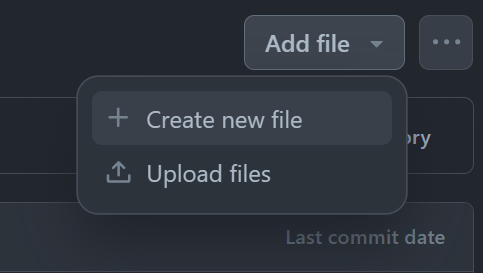 Add file
Create new file
Upload files
Last commit date